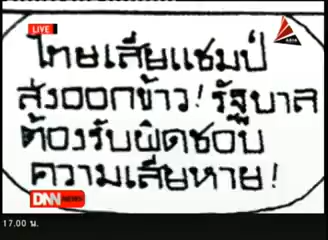 LIVE
ASIA
ไทยเสียแชมป์
ส่งออกข้าว! รัฐบาล
ต้องรับผิดชอบ
ความเสียหาย!
DNN NEWS
17.00 น.